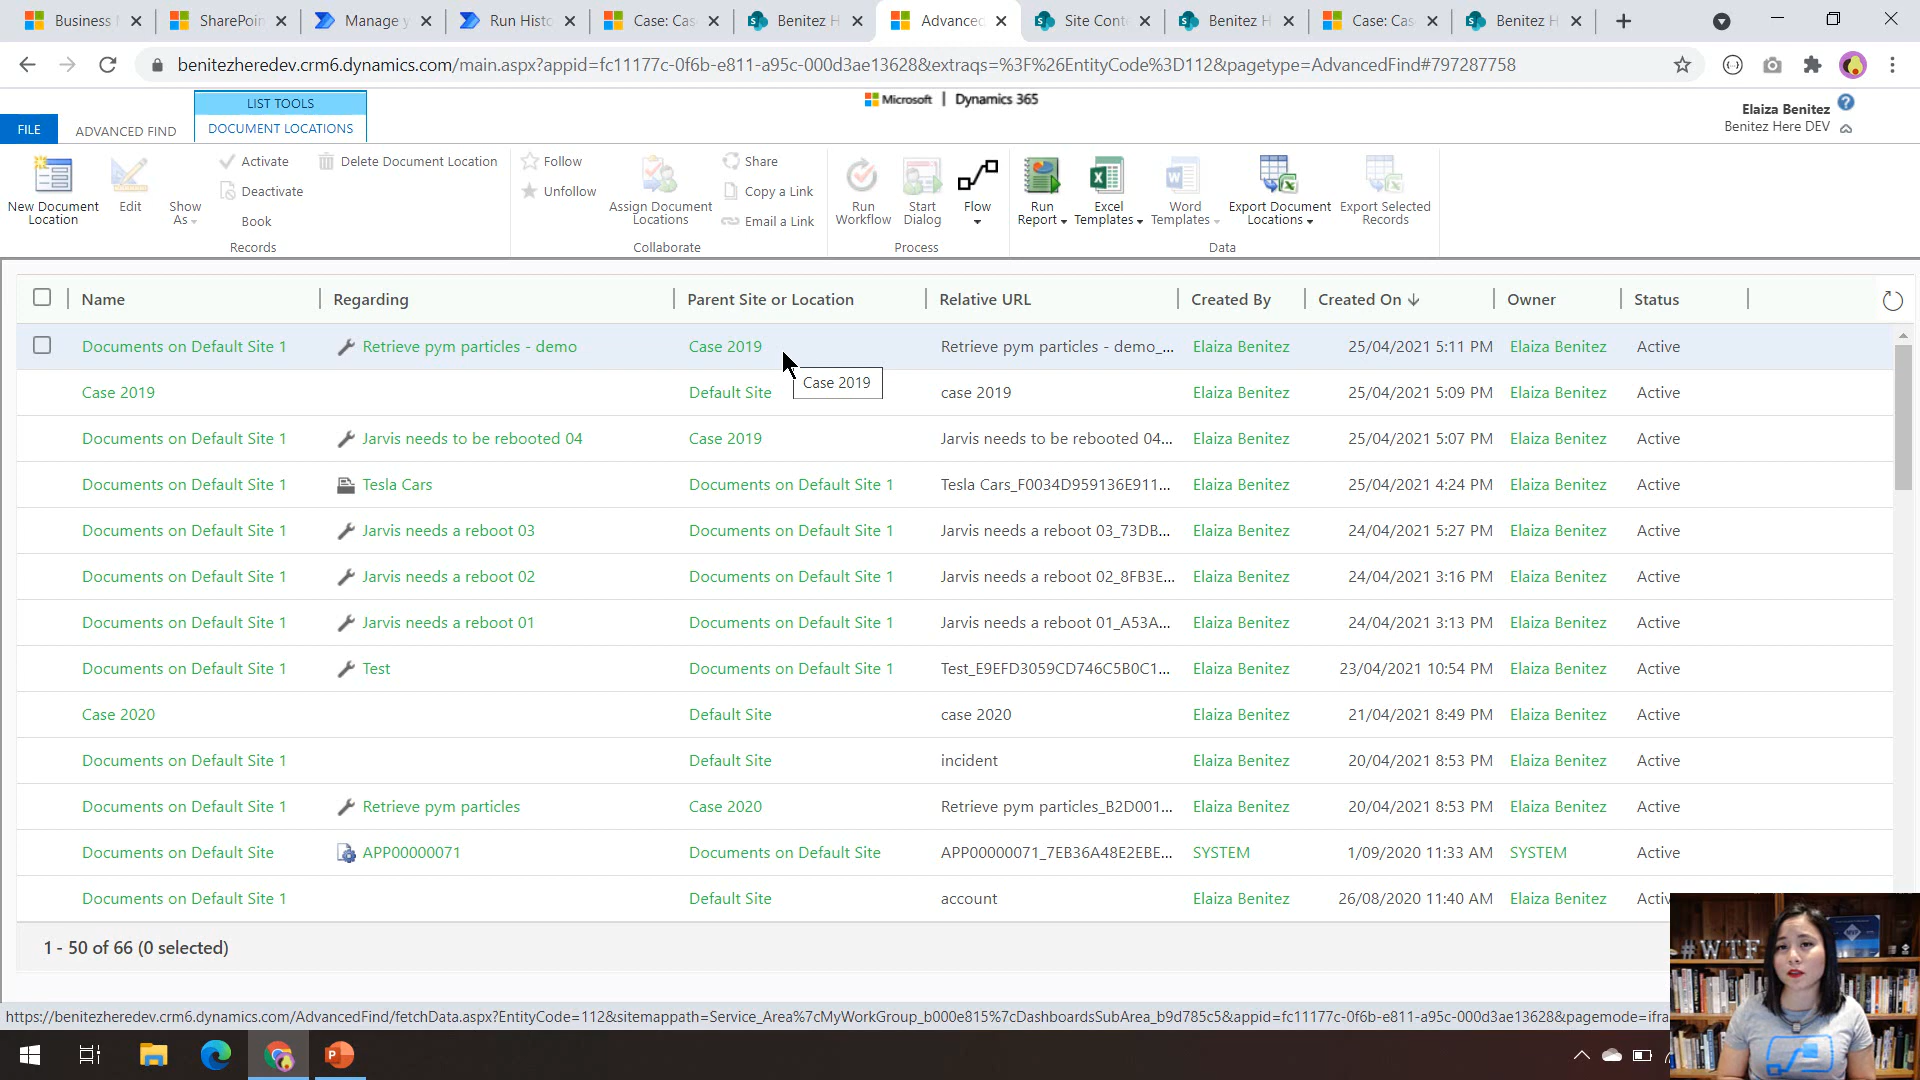 Business
SharePoin
Manage y
Run Histo
Case: Cas
Benitez H
Advanced
Site Conte
Benitez H
Case: Cas
Benitez H
benitezheredev.crm6.dynamics.com/main.aspx?appid=fc11177c-0f6b-e811-a95c-000d3ae13628&extraqs=%3F%26EntityCode%3D112&pagetype=AdvancedFind#797287758
LIST TOOLS
Microsoft | Dynamics 365
Elaiza Benitez
Benitez Here DEV
FILE
ADVANCED FIND
DOCUMENT LOCATIONS
New Document Location
Edit
Show As
Activate
Deactivate
Book
Delete Document Location
Records
Follow
Unfollow
Assign Document Locations
Share
Copy a Link
Email a Link
Collaborate
Run Workflow
Start Dialog
Flow
Process
Run Report
Excel Templates
Word Templates
Export Document Locations
Export Selected Records
Data
Name Regarding Parent Site or Location Relative URL Created By Created On ↓ Owner Status
Documents on Default Site 1 Retrieve pym particles - demo Case 2019 Retrieve pym particles - demo_... Elaiza Benitez 25/04/2021 5:11 PM Elaiza Benitez Active
Case 2019
Case 2019 Default Site case 2019 Elaiza Benitez 25/04/2021 5:09 PM Elaiza Benitez Active
Documents on Default Site 1 Jarvis needs to be rebooted 04 Case 2019 Jarvis needs to be rebooted 04... Elaiza Benitez 25/04/2021 5:07 PM Elaiza Benitez Active
Documents on Default Site 1 Tesla Cars Documents on Default Site 1 Tesla Cars_F0034D959136E911... Elaiza Benitez 25/04/2021 4:24 PM Elaiza Benitez Active
Documents on Default Site 1 Jarvis needs a reboot 03 Documents on Default Site 1 Jarvis needs a reboot 03_73DB... Elaiza Benitez 24/04/2021 5:27 PM Elaiza Benitez Active
Documents on Default Site 1 Jarvis needs a reboot 02 Documents on Default Site 1 Jarvis needs a reboot 02_8FB3E... Elaiza Benitez 24/04/2021 3:16 PM Elaiza Benitez Active
Documents on Default Site 1 Jarvis needs a reboot 01 Documents on Default Site 1 Jarvis needs a reboot 01_A53A... Elaiza Benitez 24/04/2021 3:13 PM Elaiza Benitez Active
Documents on Default Site 1 Test Documents on Default Site 1 Test_E9EFD3059CD746C5B0C1... Elaiza Benitez 23/04/2021 10:54 PM Elaiza Benitez Active
Case 2020 Default Site case 2020 Elaiza Benitez 21/04/2021 8:49 PM Elaiza Benitez Active
Documents on Default Site 1 Default Site incident Elaiza Benitez 20/04/2021 8:53 PM Elaiza Benitez Active
Documents on Default Site 1 Retrieve pym particles Case 2020 Retrieve pym particles_B2D001... Elaiza Benitez 20/04/2021 8:53 PM Elaiza Benitez Active
Documents on Default Site APP00000071 Documents on Default Site APP00000071_7EB36A48E2EBE... SYSTEM 1/09/2020 11:33 AM SYSTEM Active
Documents on Default Site 1 Default Site account Elaiza Benitez 26/08/2020 11:40 AM Elaiza Benitez Activ
1 - 50 of 66 (0 selected)
#WTF
https://benitezheredev.crm6.dynamics.com/AdvancedFind/fetchData.aspx?EntityCode=112&sitemappath=Service_Area%7cMyWorkGroup_b000e815%7cDashboardsSubArea_b9d785c5&appid=fc11177c-0f6b-e811-a95c-000d3ae13628&pagemode=ifra